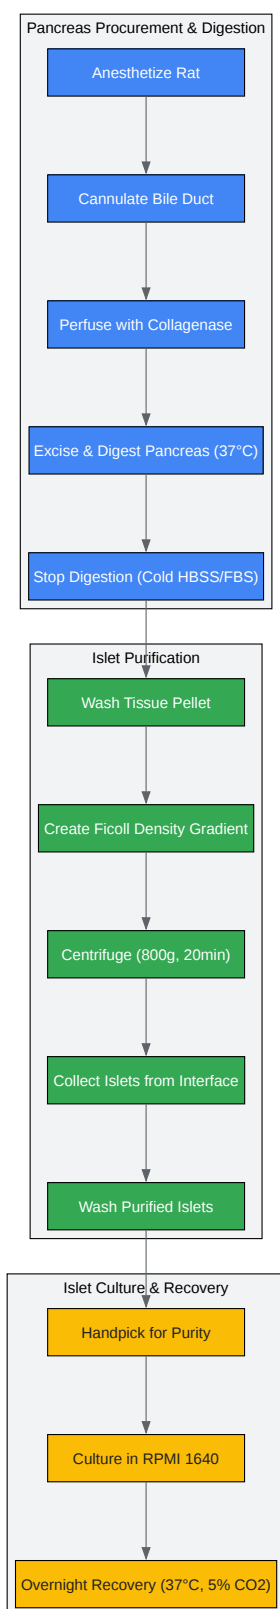 Pancreas Procurement & Digestion
Anesthetize Rat
Cannulate Bile Duct
Perfuse with Collagenase
Excise & Digest Pancreas (37°C)
Stop Digestion (Cold HBSS/FBS)
Islet Purification
Wash Tissue Pellet
Create Ficoll Density Gradient
Centrifuge (800g, 20min)
Collect Islets from Interface
Wash Purified Islets
Islet Culture & Recovery
Handpick for Purity
Culture in RPMI 1640
Overnight Recovery (37°C, 5% CO2)